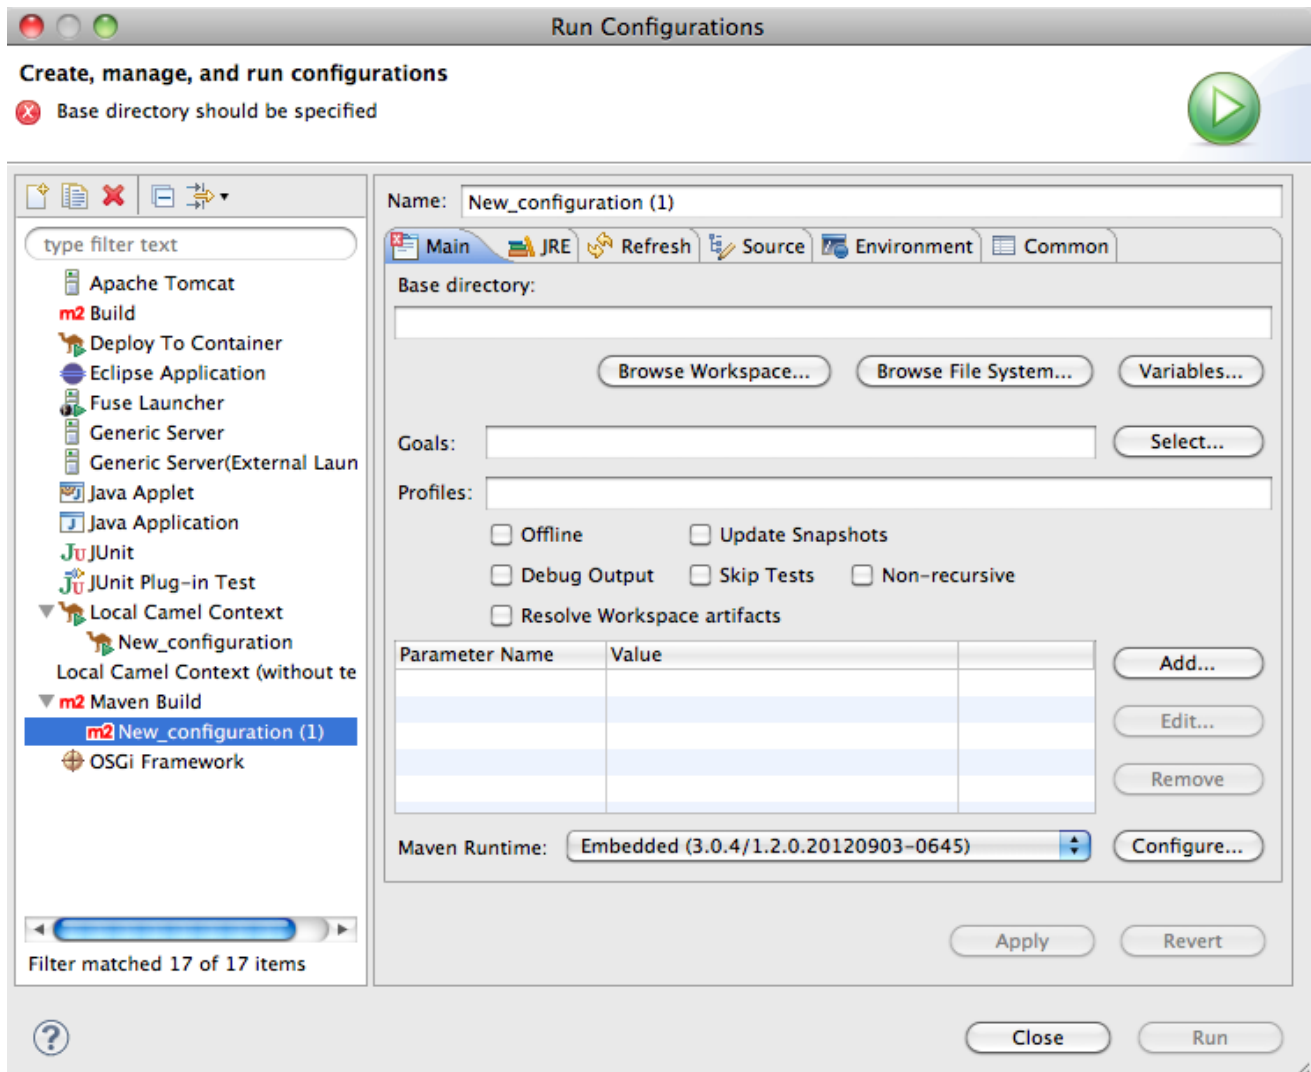 Run Configurations
Create, manage, and run configurations
Base directory should be specified
type filter text
Apache Tomcat
m2 Build
Deploy To Container
Eclipse Application
Fuse Launcher
Generic Server
Generic Server(External Laun
Java Applet
Java Application
JU JUnit
JU JUnit Plug-in Test
Local Camel Context
New_configuration
Local Camel Context (without te
m2 Maven Build
m2 New_configuration (1)
OSGi Framework
Filter matched 17 of 17 items
Name: New_configuration (1)
Main JRE Refresh Source Environment Common
Base directory:
Browse Workspace... Browse File System... Variables...
Goals: Select...
Profiles:
Offline Update Snapshots
Debug Output Skip Tests Non-recursive
Resolve Workspace artifacts
Parameter Name Value
Add...
Edit...
Remove
Maven Runtime: Embedded (3.0.4/1.2.0.20120903-0645) Configure...
Apply Revert
? Close Run